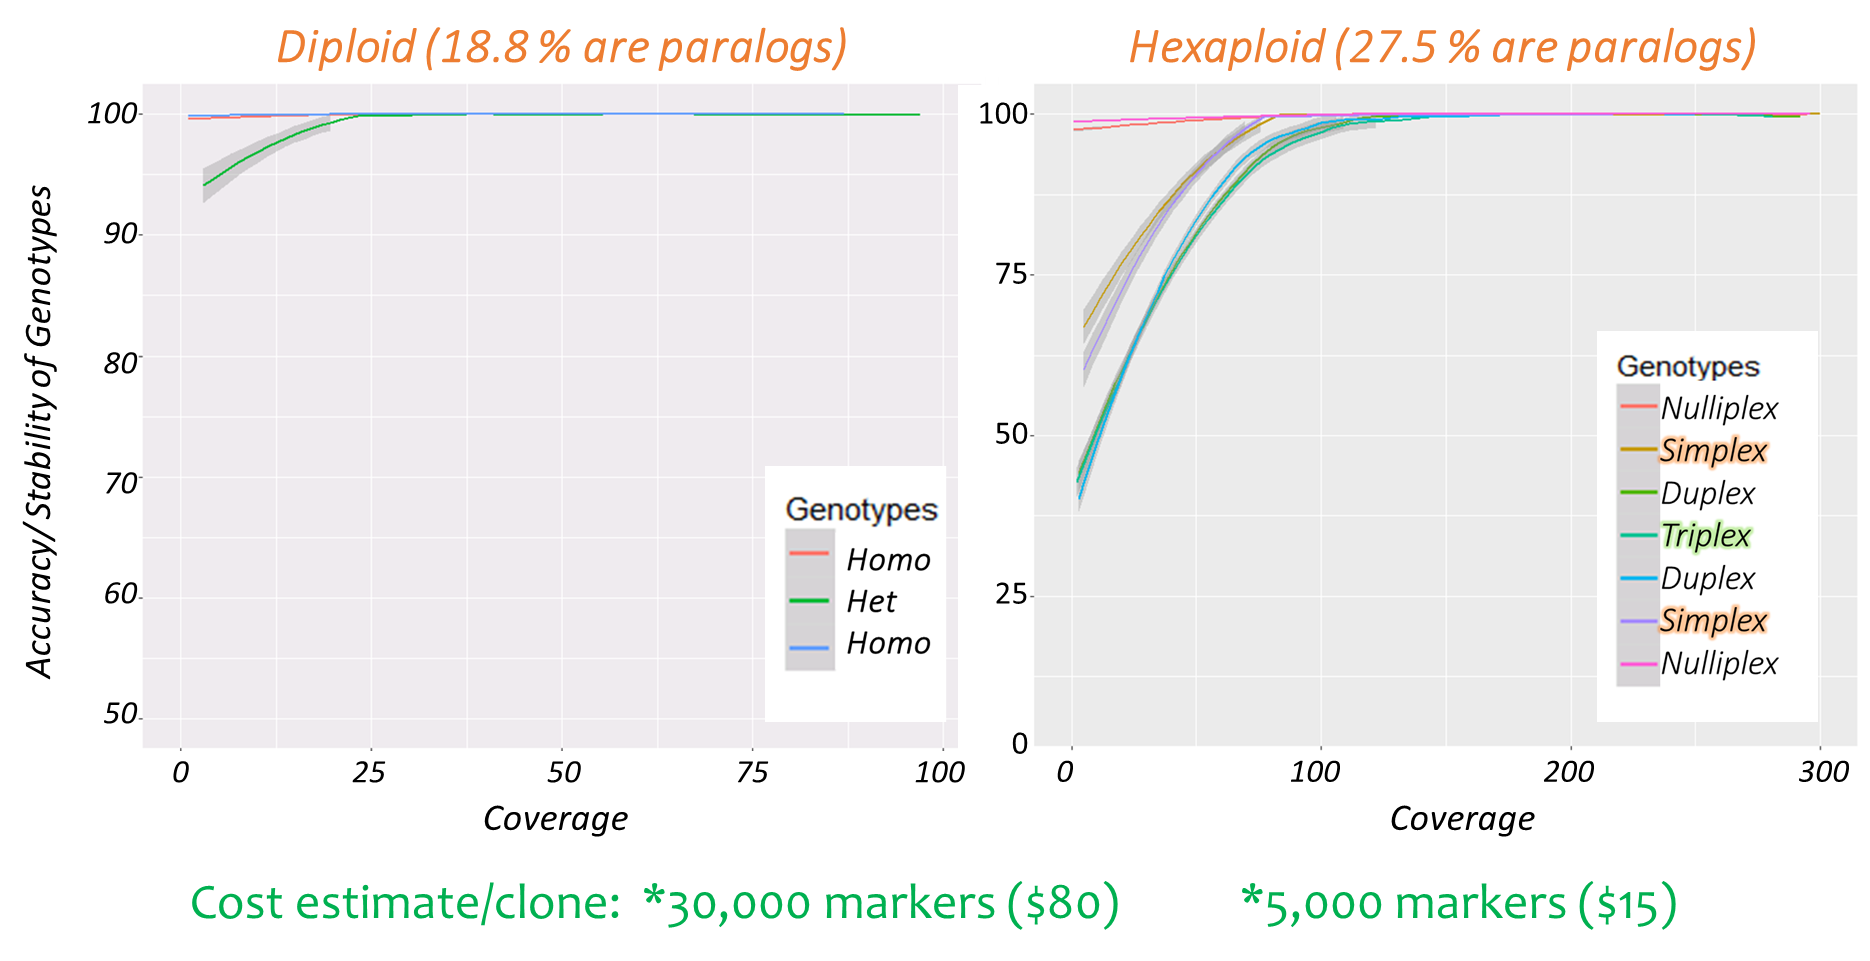 Diploid (18.8 % are paralogs)
Hexaploid (27.5 % are paralogs)
Accuracy/ Stability of Genotypes
100
90
80
70
60
50
0
25
50
75
100
Coverage
Genotypes
Homo
Het
Homo
100
75
50
25
0
0
100
200
300
Coverage
Genotypes
Nulliplex
Simplex
Duplex
Triplex
Duplex
Simplex
Nulliplex
Cost estimate/clone: *30,000 markers ($80) *5,000 markers ($15)